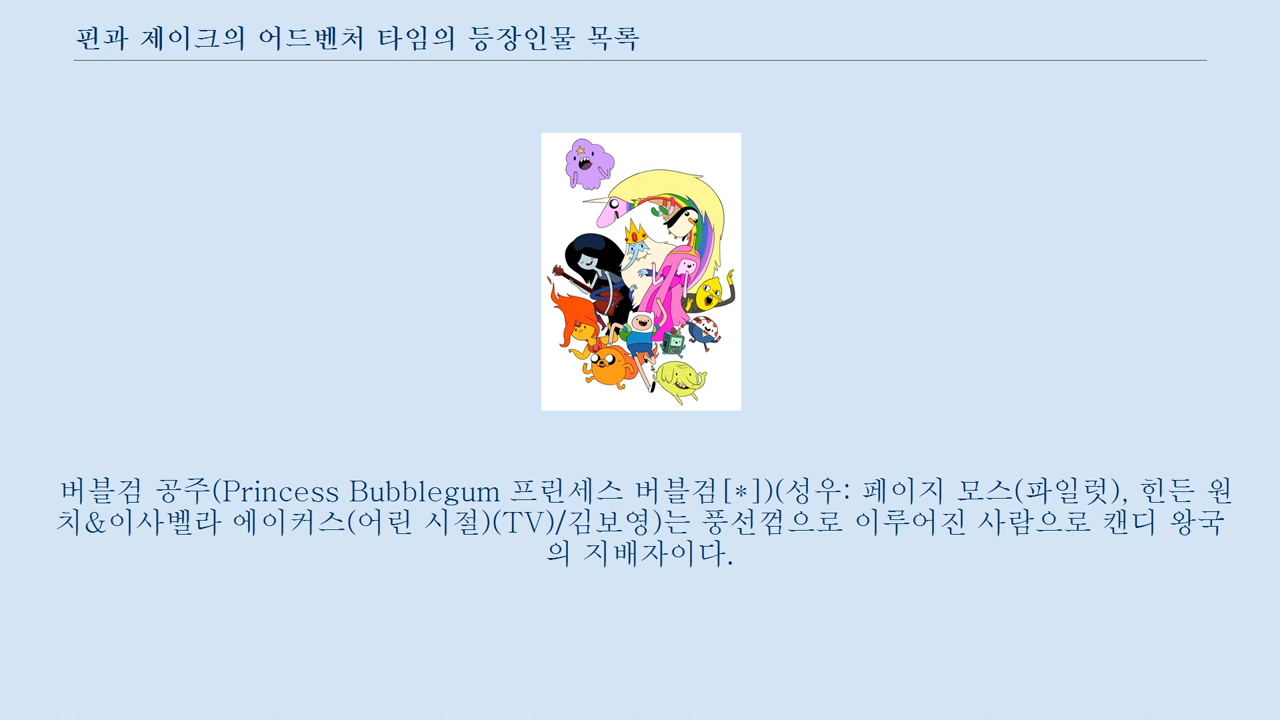 핀과 제이크의 어드벤처 타임의 등장인물 목록
버블검 공주(Princess Bubblegum 프린세스 버블검[*])(성우: 페이지 모스(파일럿), 힌든 원
치&이사벨라 에이커스(어린 시절)(TV)/김보영)는 풍선껌으로 이루어진 사람으로 캔디 왕국
의 지배자이다.